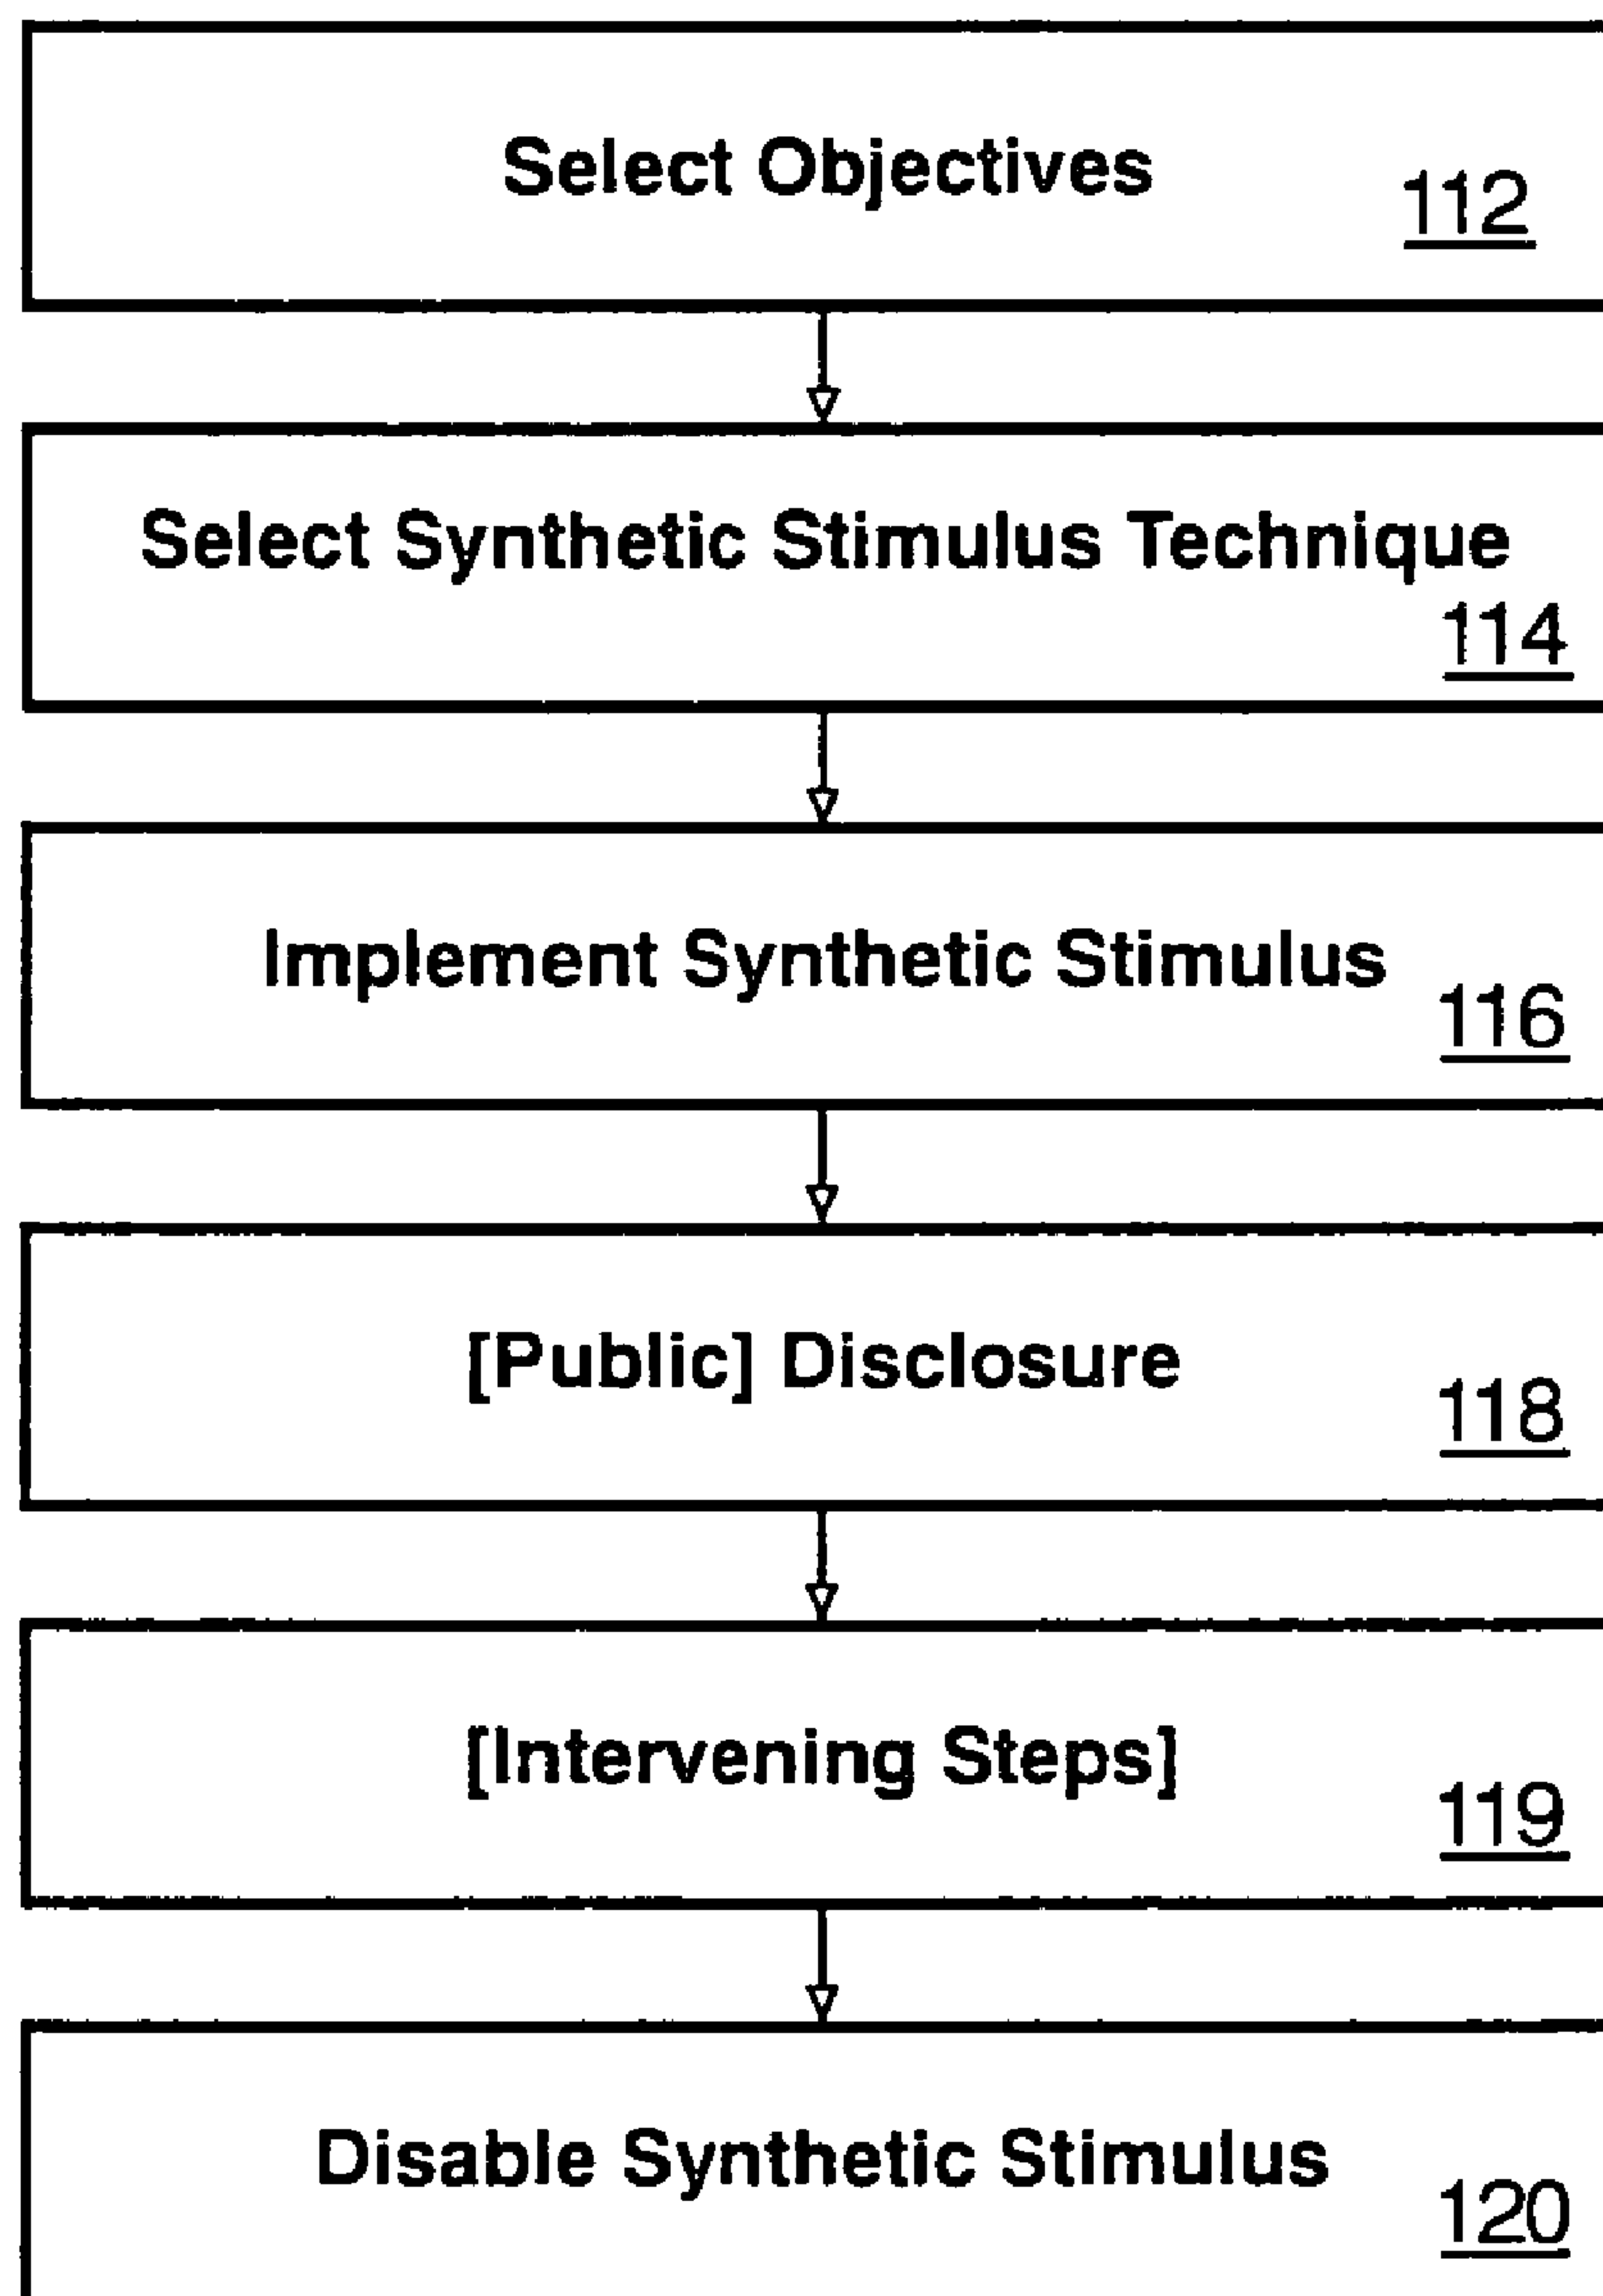 Select Objectives
112
Select Synthetic Stimulus Technique
114
Implement Synthetic Stimulus
116
[Public] Disclosure
118
[Intervening Steps]
119
Disable Synthetic Stimulus
120